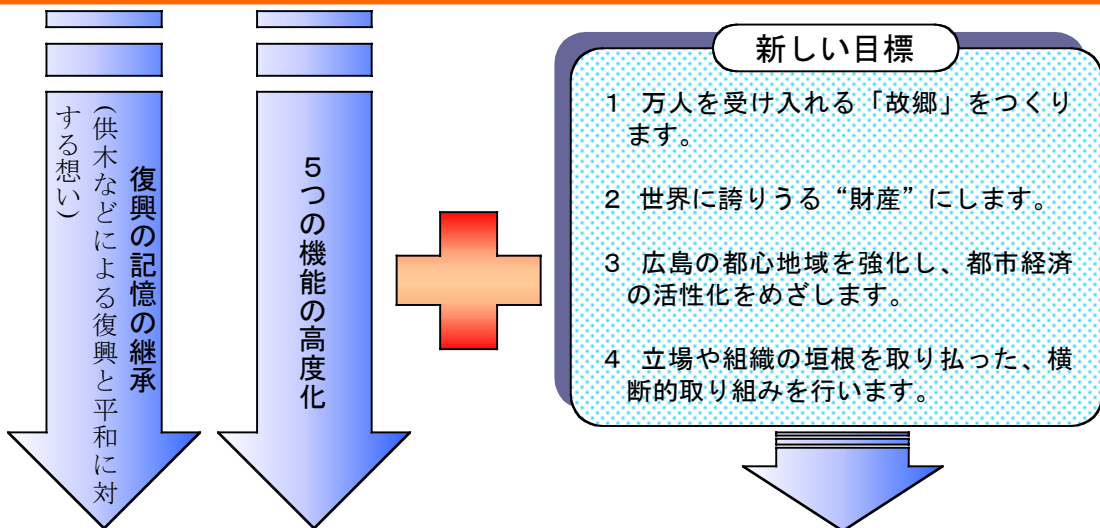 復興の記憶の継承
(供木などによる復興と平和に対
する想い)
5つの機能の高度化
新しい目標
1 万人を受け入れる「故郷」をつくり
ます。
2 世界に誇りうる“財産”にします。
3 広島の都心地域を強化し、都市経済
の活性化をめざします。
4 立場や組織の垣根を取り払った、横
断的取り組みを行います。